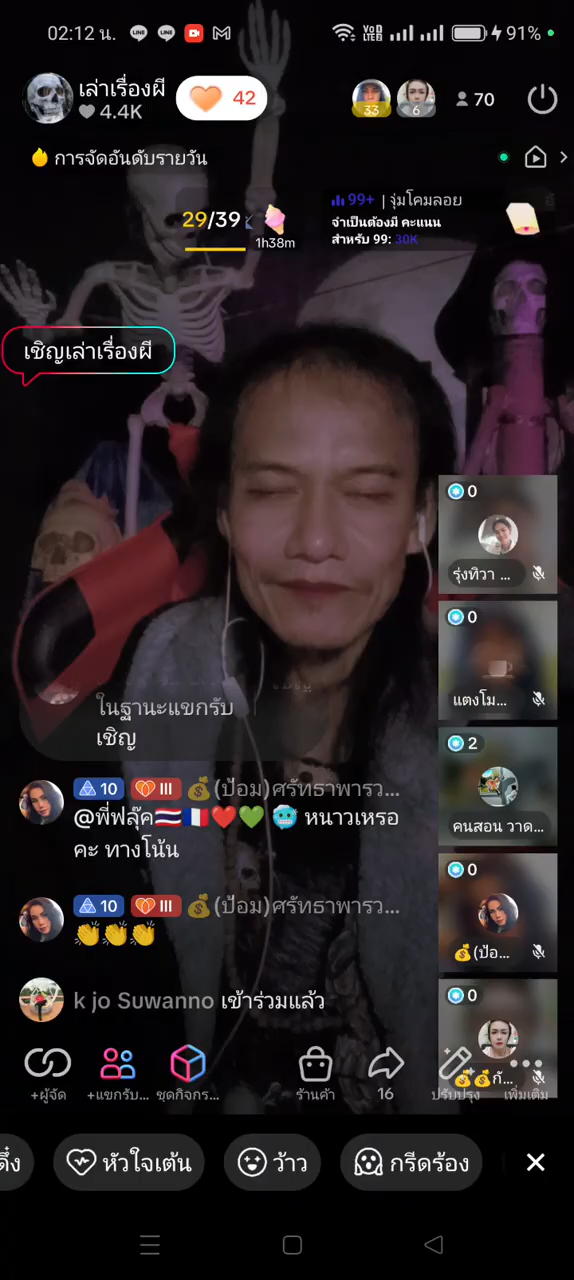 02:12 น.
91%
เล่าเรื่องผี
4.4K
42
33
6
70
การจัดอันดับรายวัน
29/39
1h38m
99+ | จุ่มโคมลอย
จำเป็นต้องมี คะแนน
สำหรับ 99: 30K
เชิญเล่าเรื่องผี
0
รุ่งทิวา ...
0
แตงโม...
2
คนสอน วาด...
0
💰(ป้อ...
0
💰💰ก้...
ในฐานะแขกรับ
เชิญ
10 III 💰(ป้อม)ศรัทธาพารว...
@พี่ฟลุ๊ค🇹🇭🇫🇷❤️💚 🥶 หนาวเหรอ
คะ ทางโน้น
10 III 💰(ป้อม)ศรัทธาพารว...
👏👏👏
k jo Suwanno เข้าร่วมแล้ว
+ผู้จัด
+แขกรับ...
ชุดกิจกร...
ร้านค้า
16
ปรับปรุง
เพิ่มเติม
หัวใจเต้น
ว้าว
กรีดร้อง